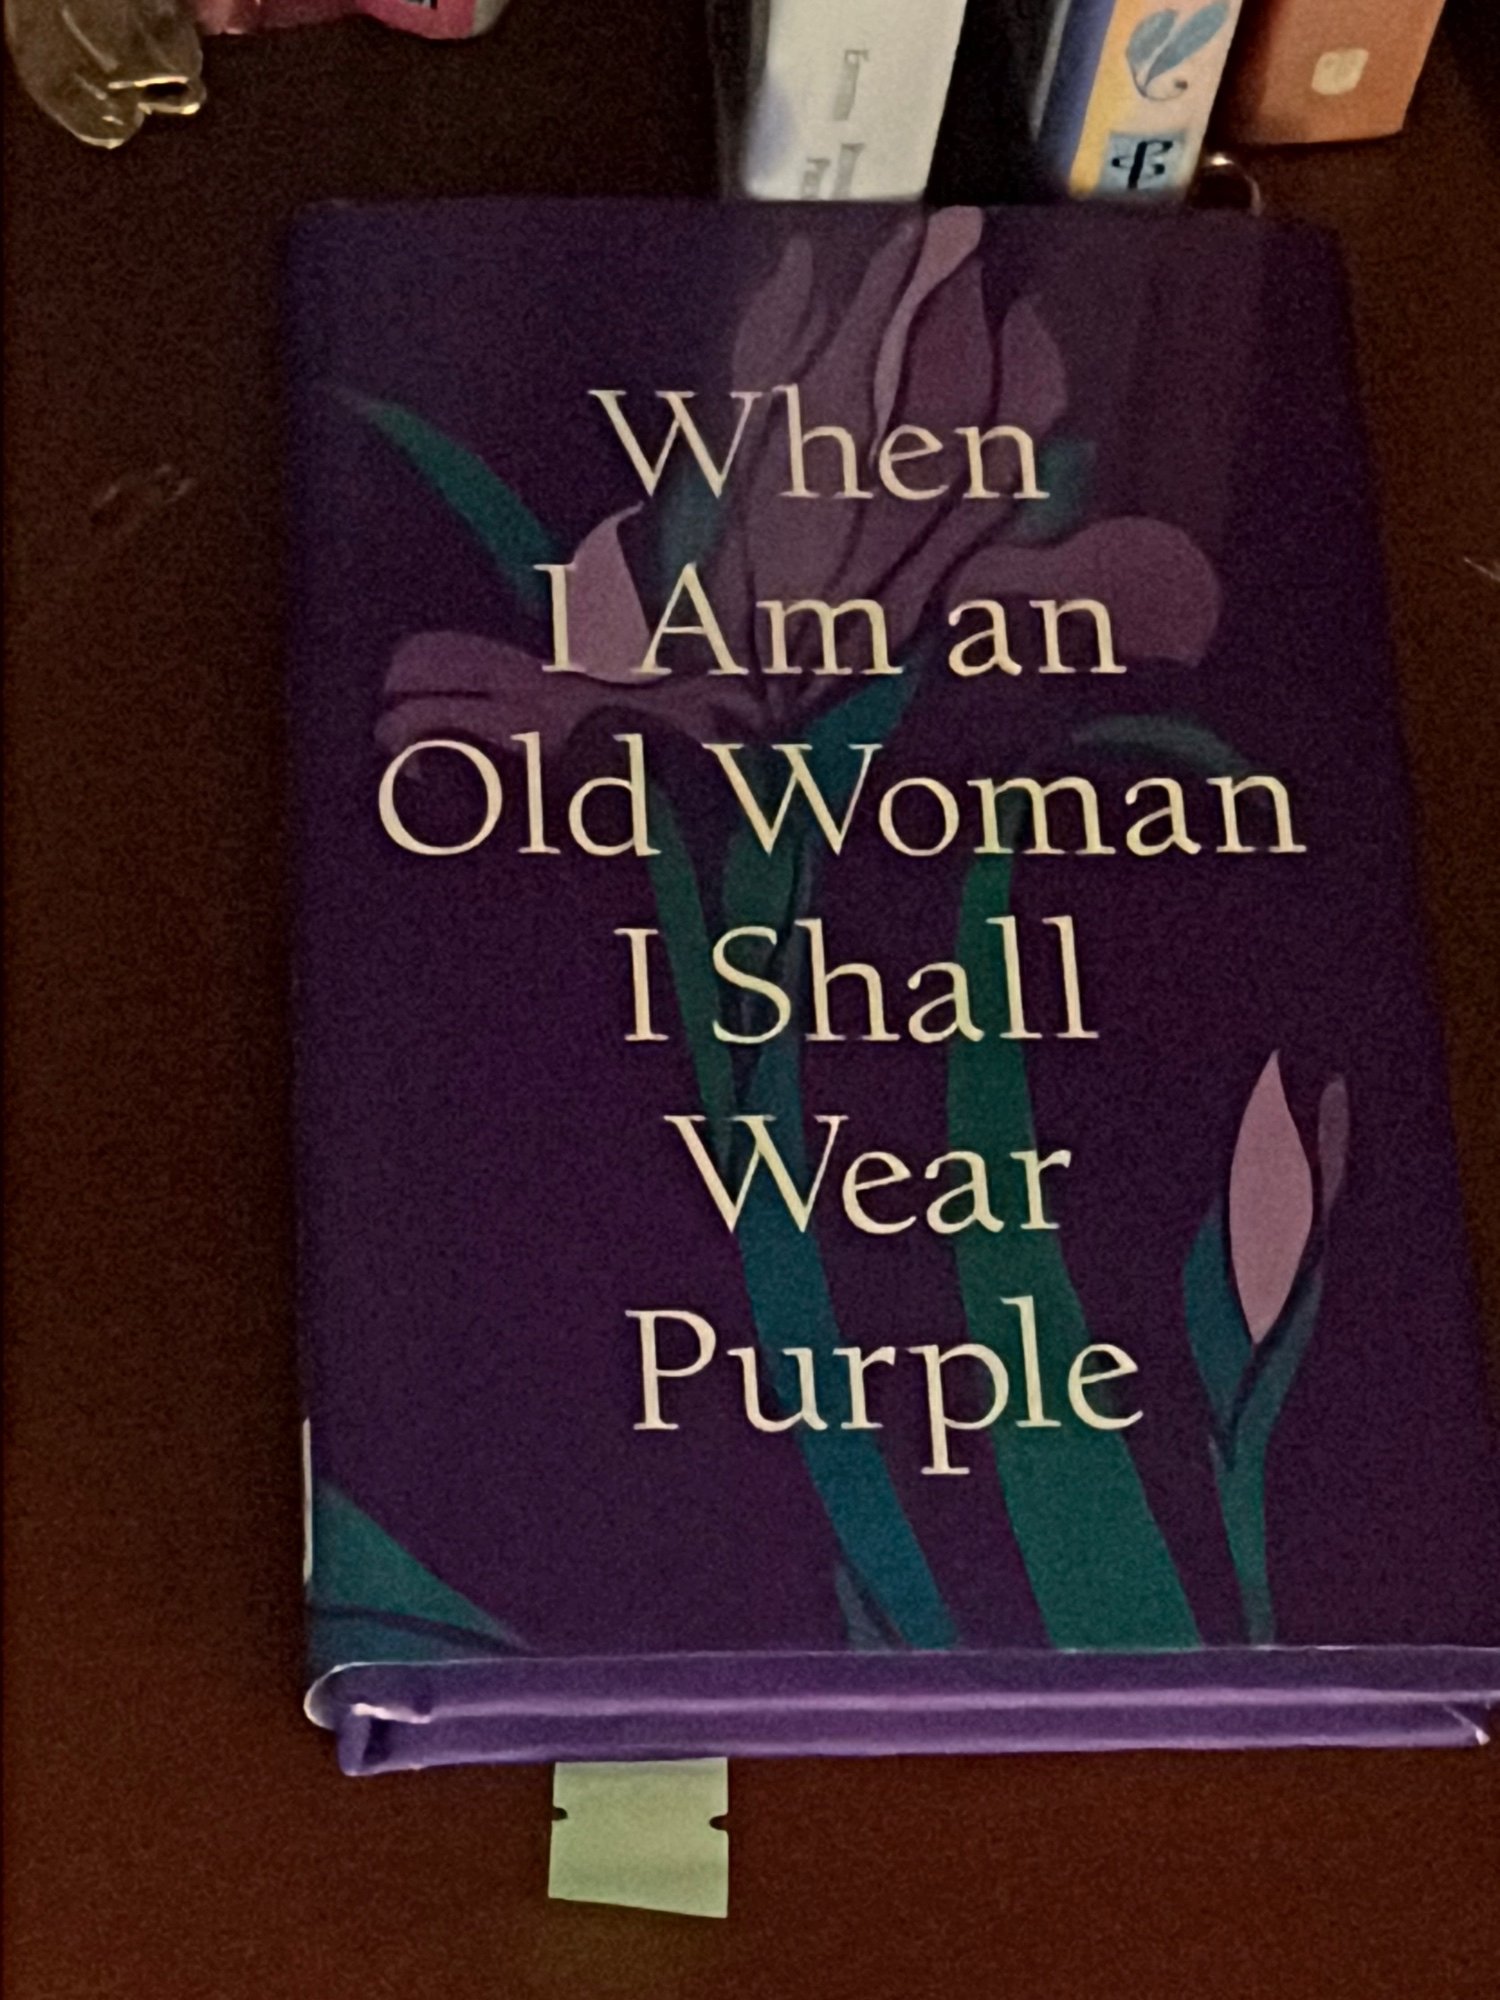 When
I Am an
Old Woman
I Shall
Wear
Purple